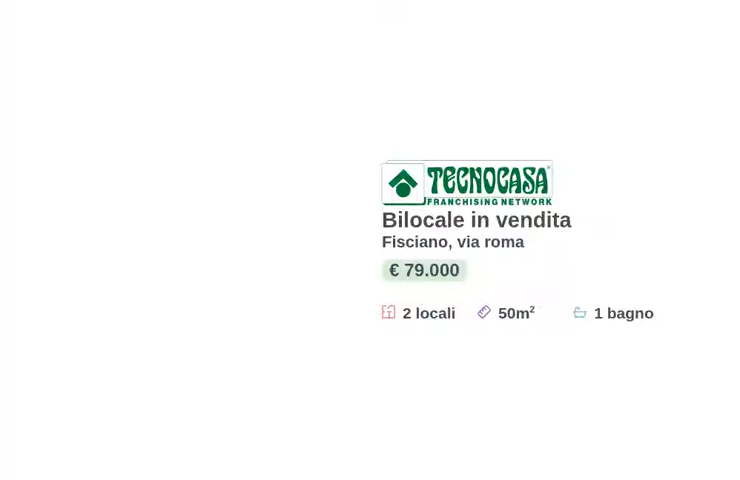 TECNOCASA
FRANCHISING NETWORK
Bilocale in vendita
Fisciano, via roma
€ 79.000
2 locali 50m² 1 bagno